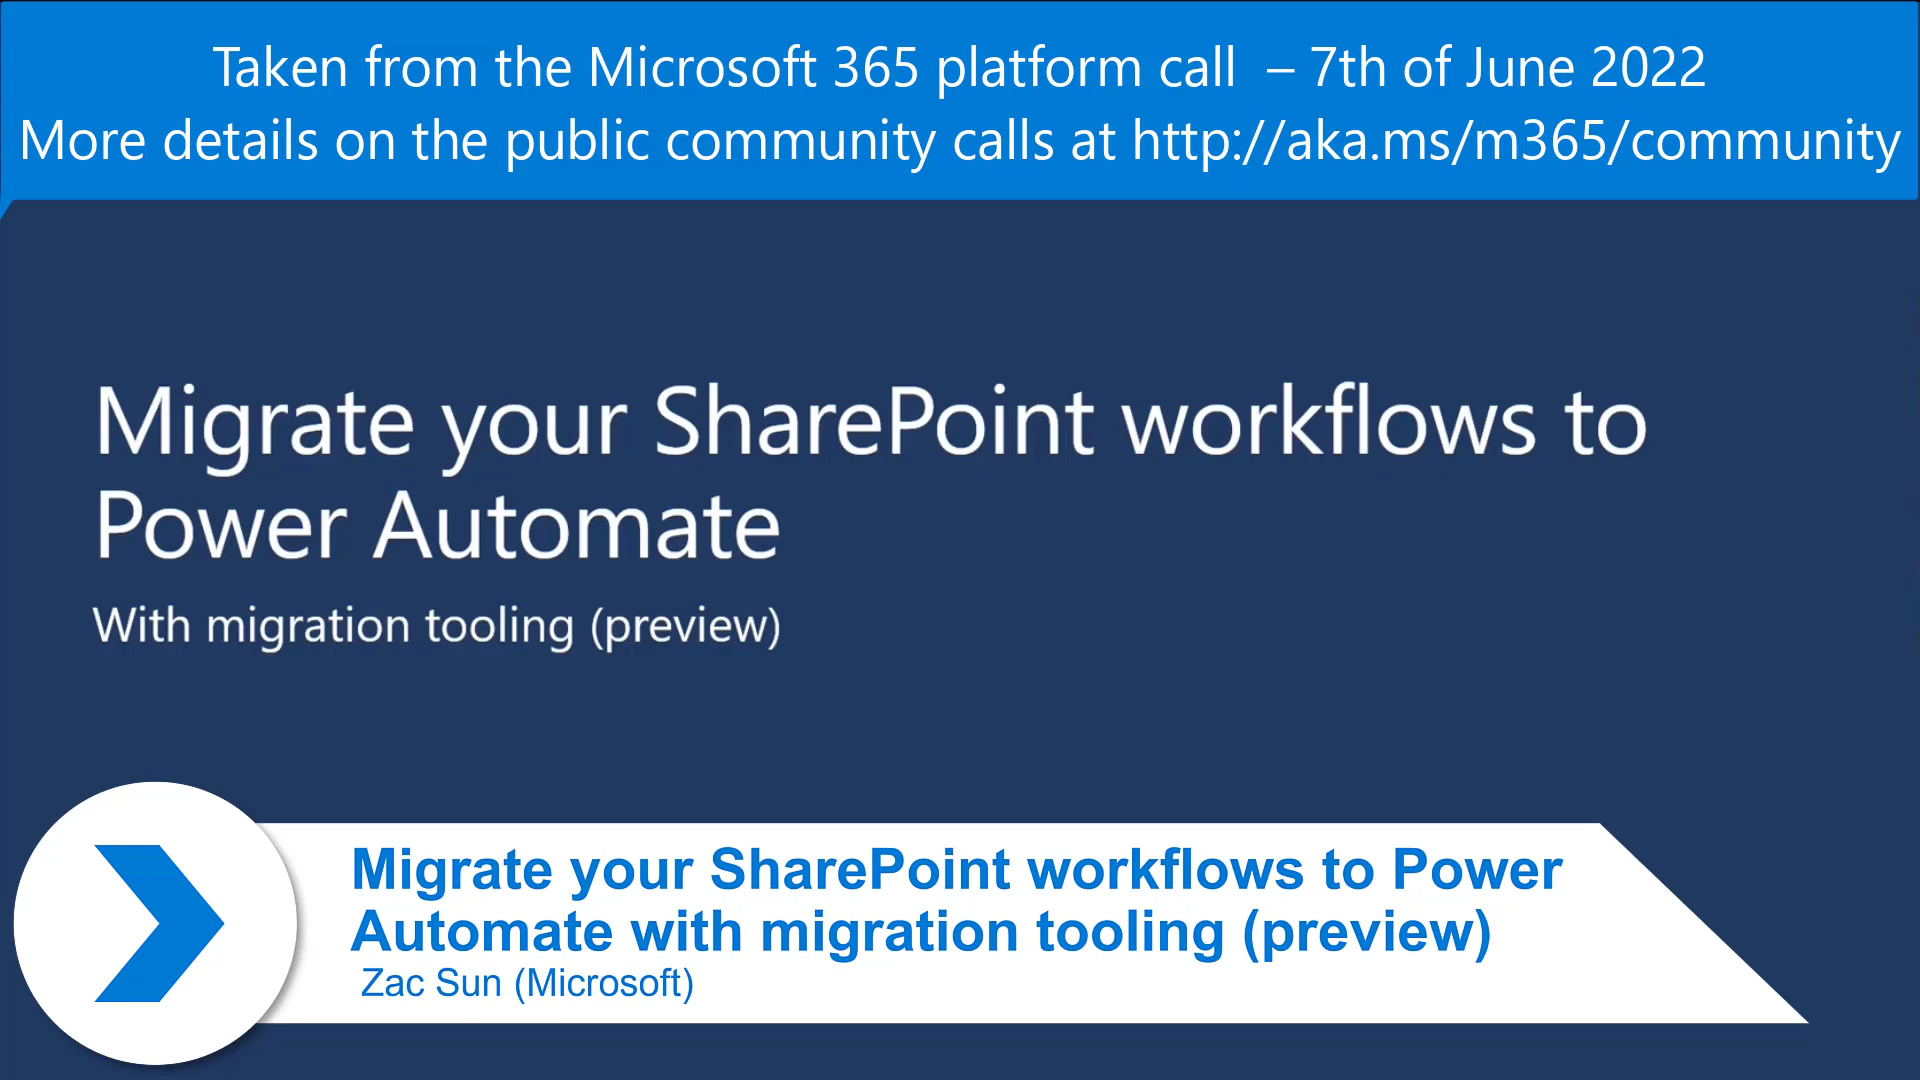 Taken from the Microsoft 365 platform call – 7th of June 2022
More details on the public community calls at http://aka.ms/m365/community
Migrate your SharePoint workflows to
Power Automate
With migration tooling (preview)
Migrate your SharePoint workflows to Power
Automate with migration tooling (preview)
Zac Sun (Microsoft)